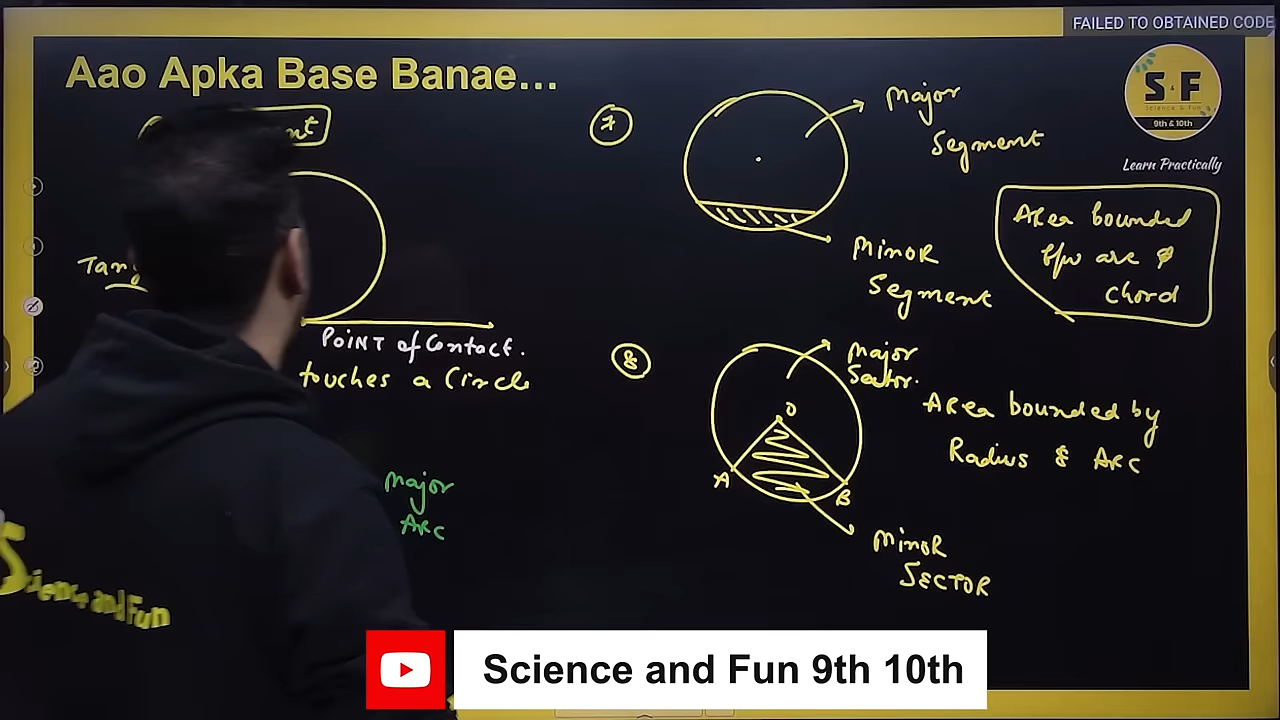 FAILED TO OBTAINED CODE
Aao Apka Base Banae...
S F
Science & Fun
9th & 10th
Learn Practically
POINT of Contact.
touches a Circle
Major
ARC
7
Major
Segment
Minor
Segment
Area bounded
b/w arc &
chord
8
Major
Sector.
O
A
B
Area bounded by
Radius & ARC
Minor
SECTOR
Science and Fun
Science and Fun 9th 10th